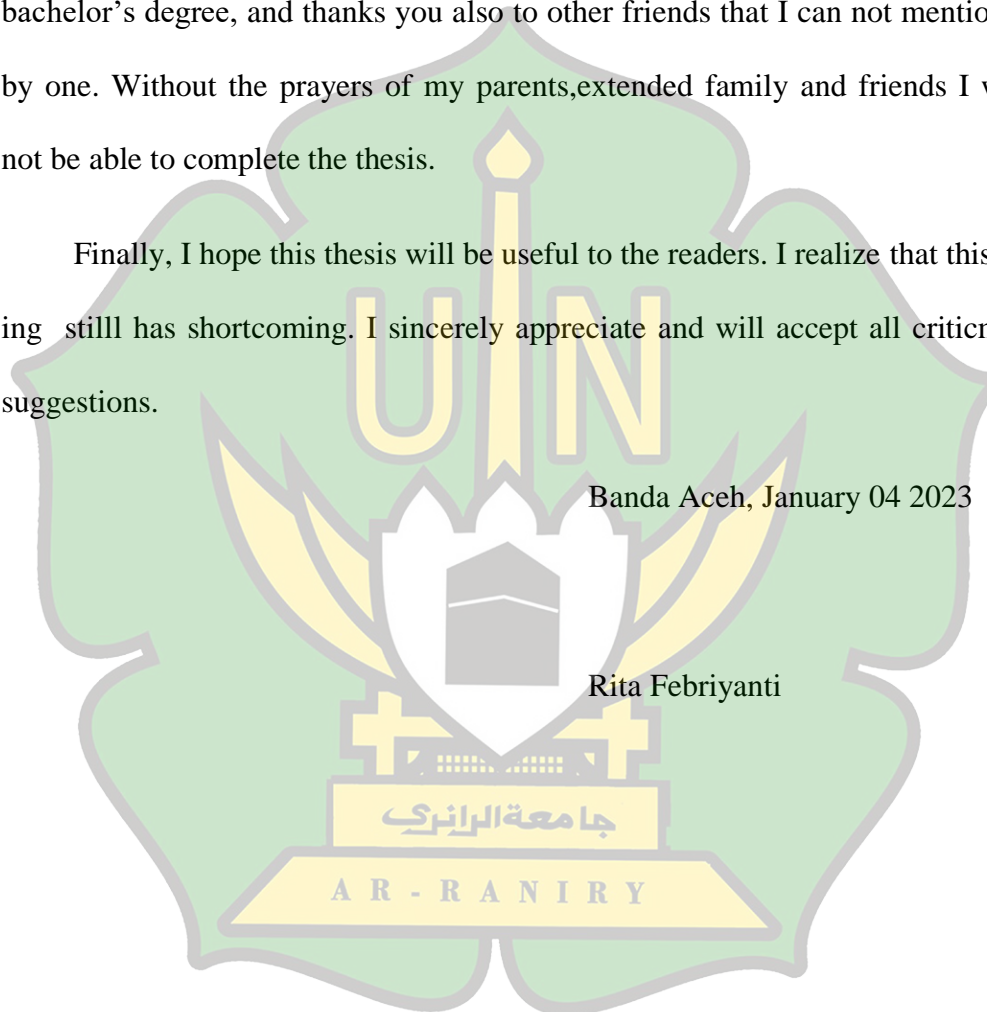 bachelor’s degree, and thanks you also to other friends that I can not mentio
by one. Without the prayers of my parents,extended family and friends I
not be able to complete the thesis.
Finally, I hope this thesis will be useful to the readers. I realize that this
ing stilll has shortcoming. I sincerely appreciate and will accept all critic
suggestions.
UIN
Banda Aceh, January 04 2023
Rita Febriyanti
جامعة الرانري
AR-RANIRY